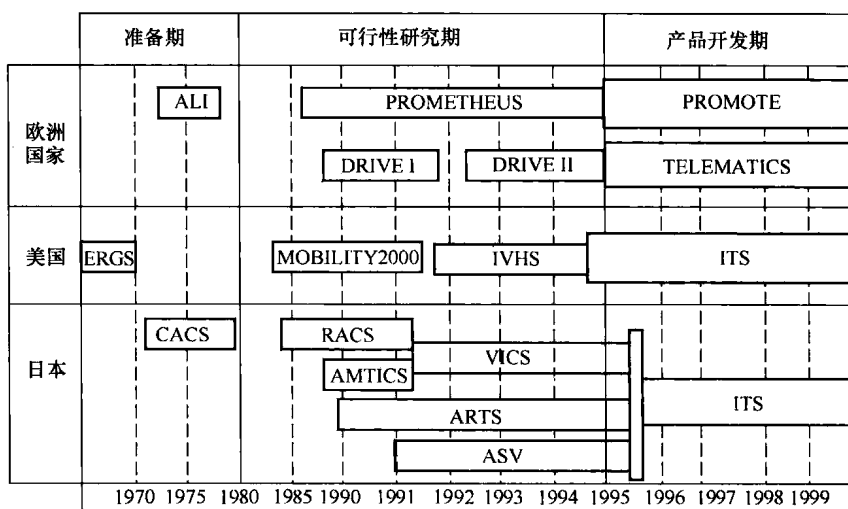 准备期
可行性研究期
产品开发期
欧洲
国家
ALI
PROMETHEUS
PROMOTE
DRIVE I
DRIVE II
TELEMATICS
美国
ERGS
MOBILITY2000
IVHS
ITS
日本
CACS
RACS
VICS
AMTICS
ITS
ARTS
ASV
1970 1975 1980 1985 1990 1991 1992 1993 1994 1995 1996 1997 1998 1999